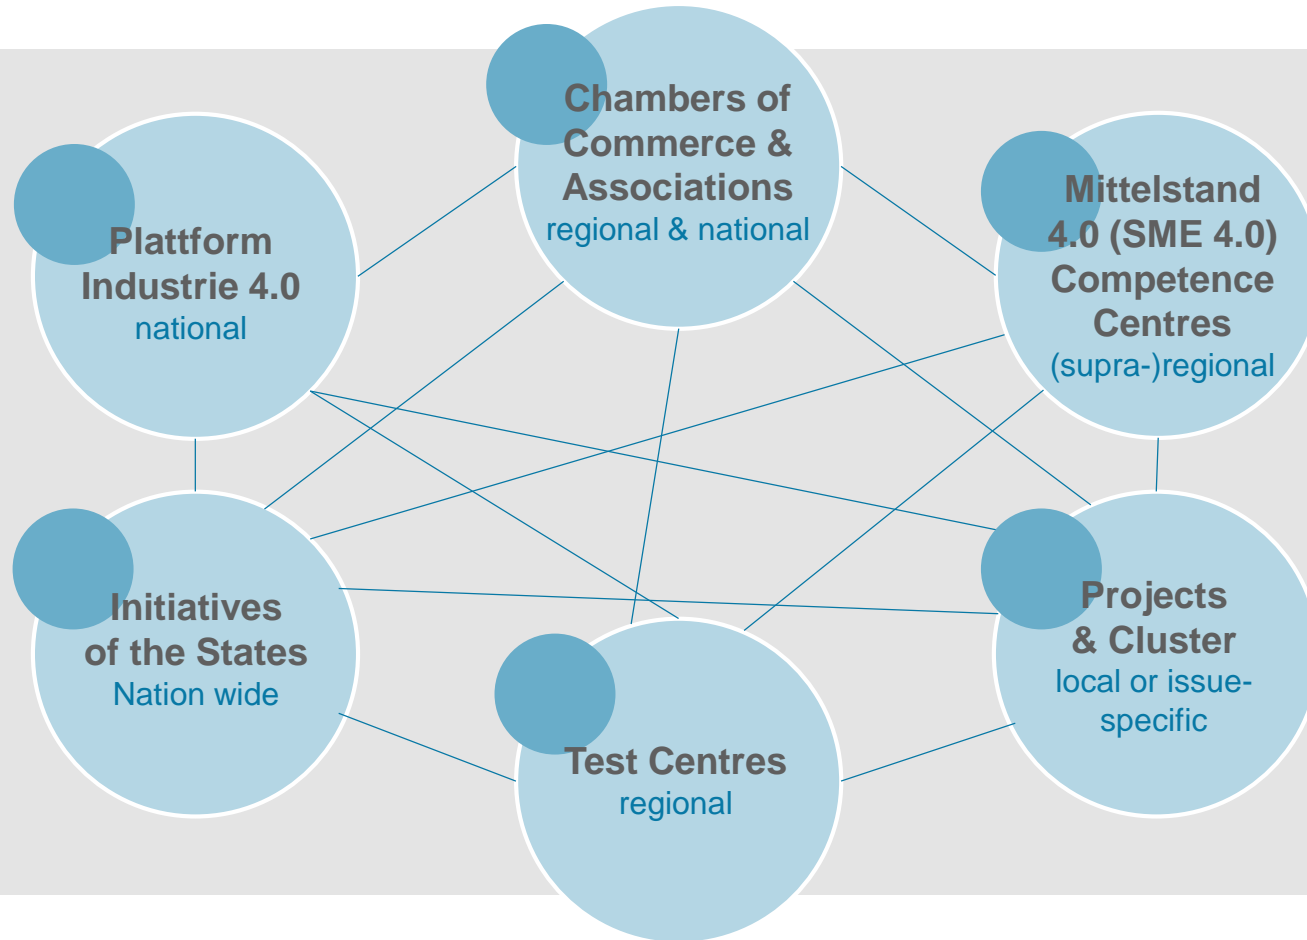 Chambers of
Commerce &
Associations
regional & national
Plattform
Industrie 4.0
national
Mittelstand
4.0 (SME 4.0)
Competence
Centres
(supra-)regional
Initiatives
of the States
Nation wide
Test Centres
regional
Projects
& Cluster
local or issue-
specific